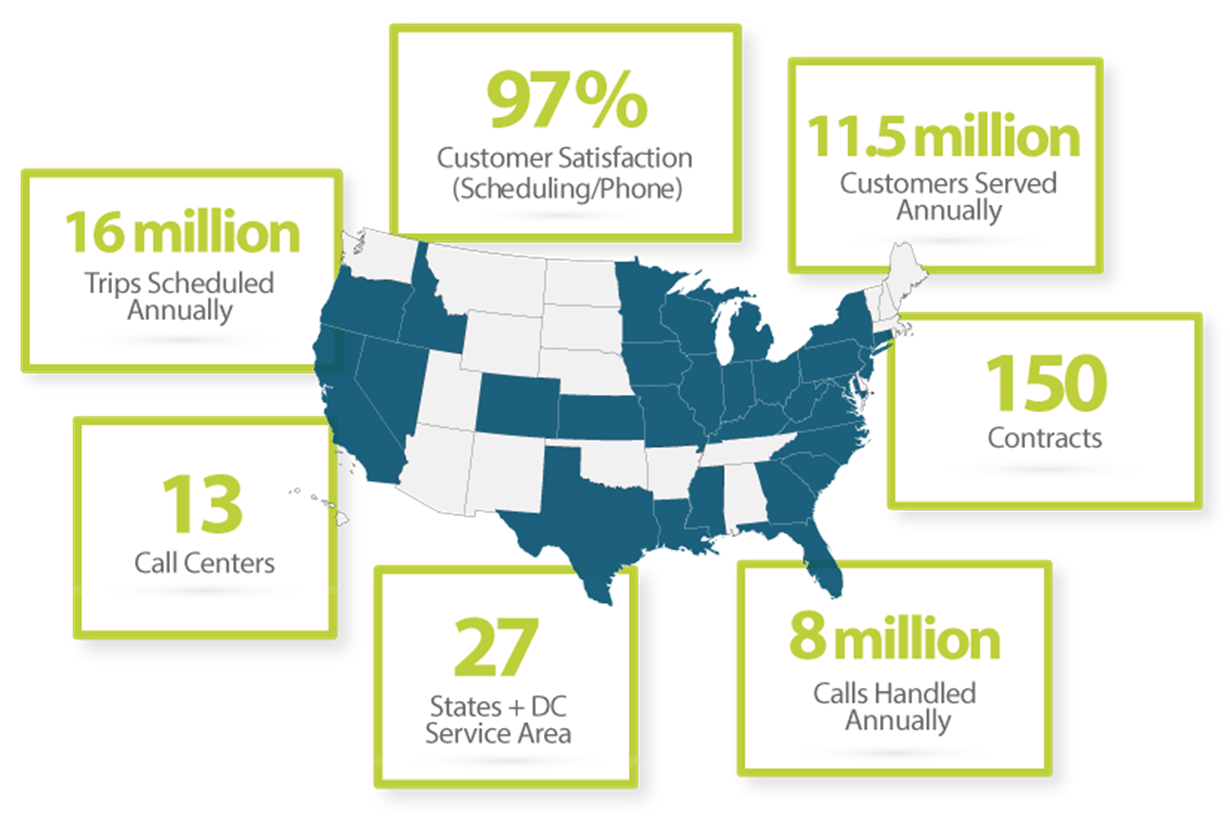 97%
Customer Satisfaction
(Scheduling/Phone)
11.5 million
Customers Served
Annually
16 million
Trips Scheduled
Annually
150
Contracts
13
Call Centers
27
States + DC
Service Area
8 million
Calls Handled
Annually